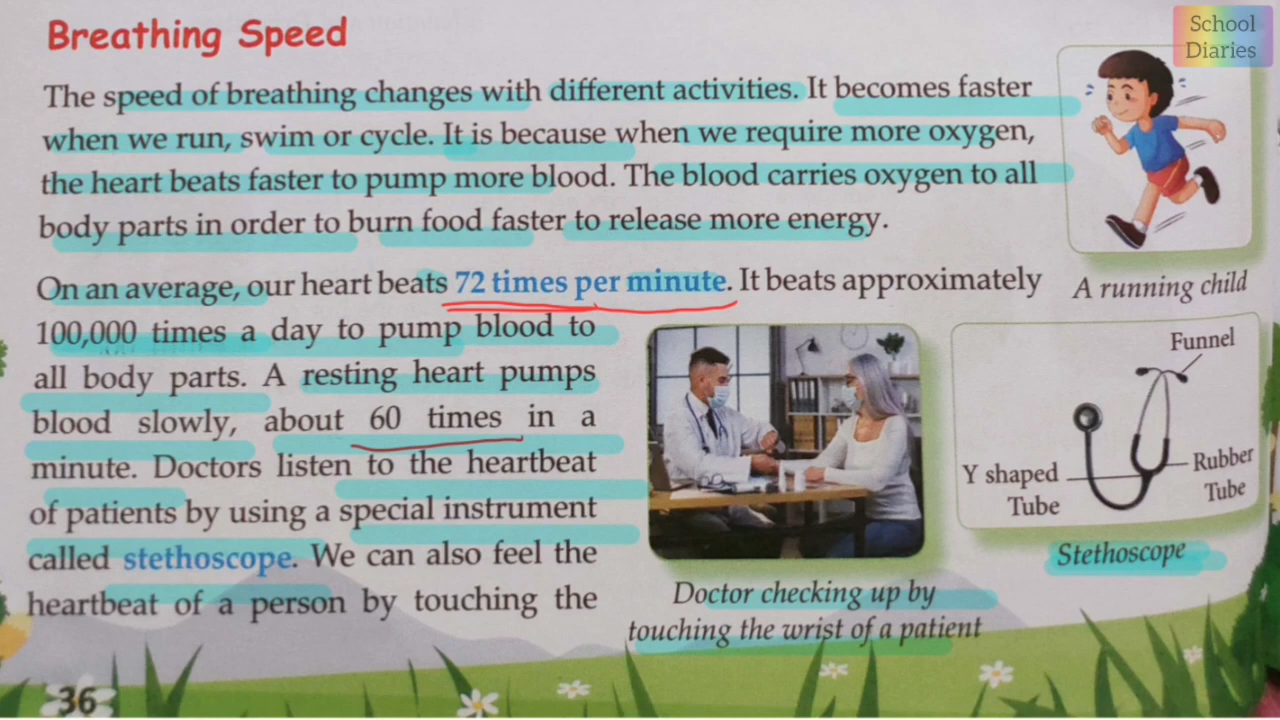 School
Diaries
Breathing Speed
The speed of breathing changes with different activities. It becomes faster
when we run, swim or cycle. It is because when we require more oxygen,
the heart beats faster to pump more blood. The blood carries oxygen to all
body parts in order to burn food faster to release more energy.
A running child
On an average, our heart beats 72 times per minute. It beats approximately
100,000 times a day to pump blood to
all body parts. A resting heart pumps
blood slowly, about 60 times in a
minute. Doctors listen to the heartbeat
of patients by using a special instrument
called stethoscope. We can also feel the
heartbeat of a person by touching the
Doctor checking up by
touching the wrist of a patient
Funnel
Y shaped
Tube
Rubber
Tube
Stethoscope
36